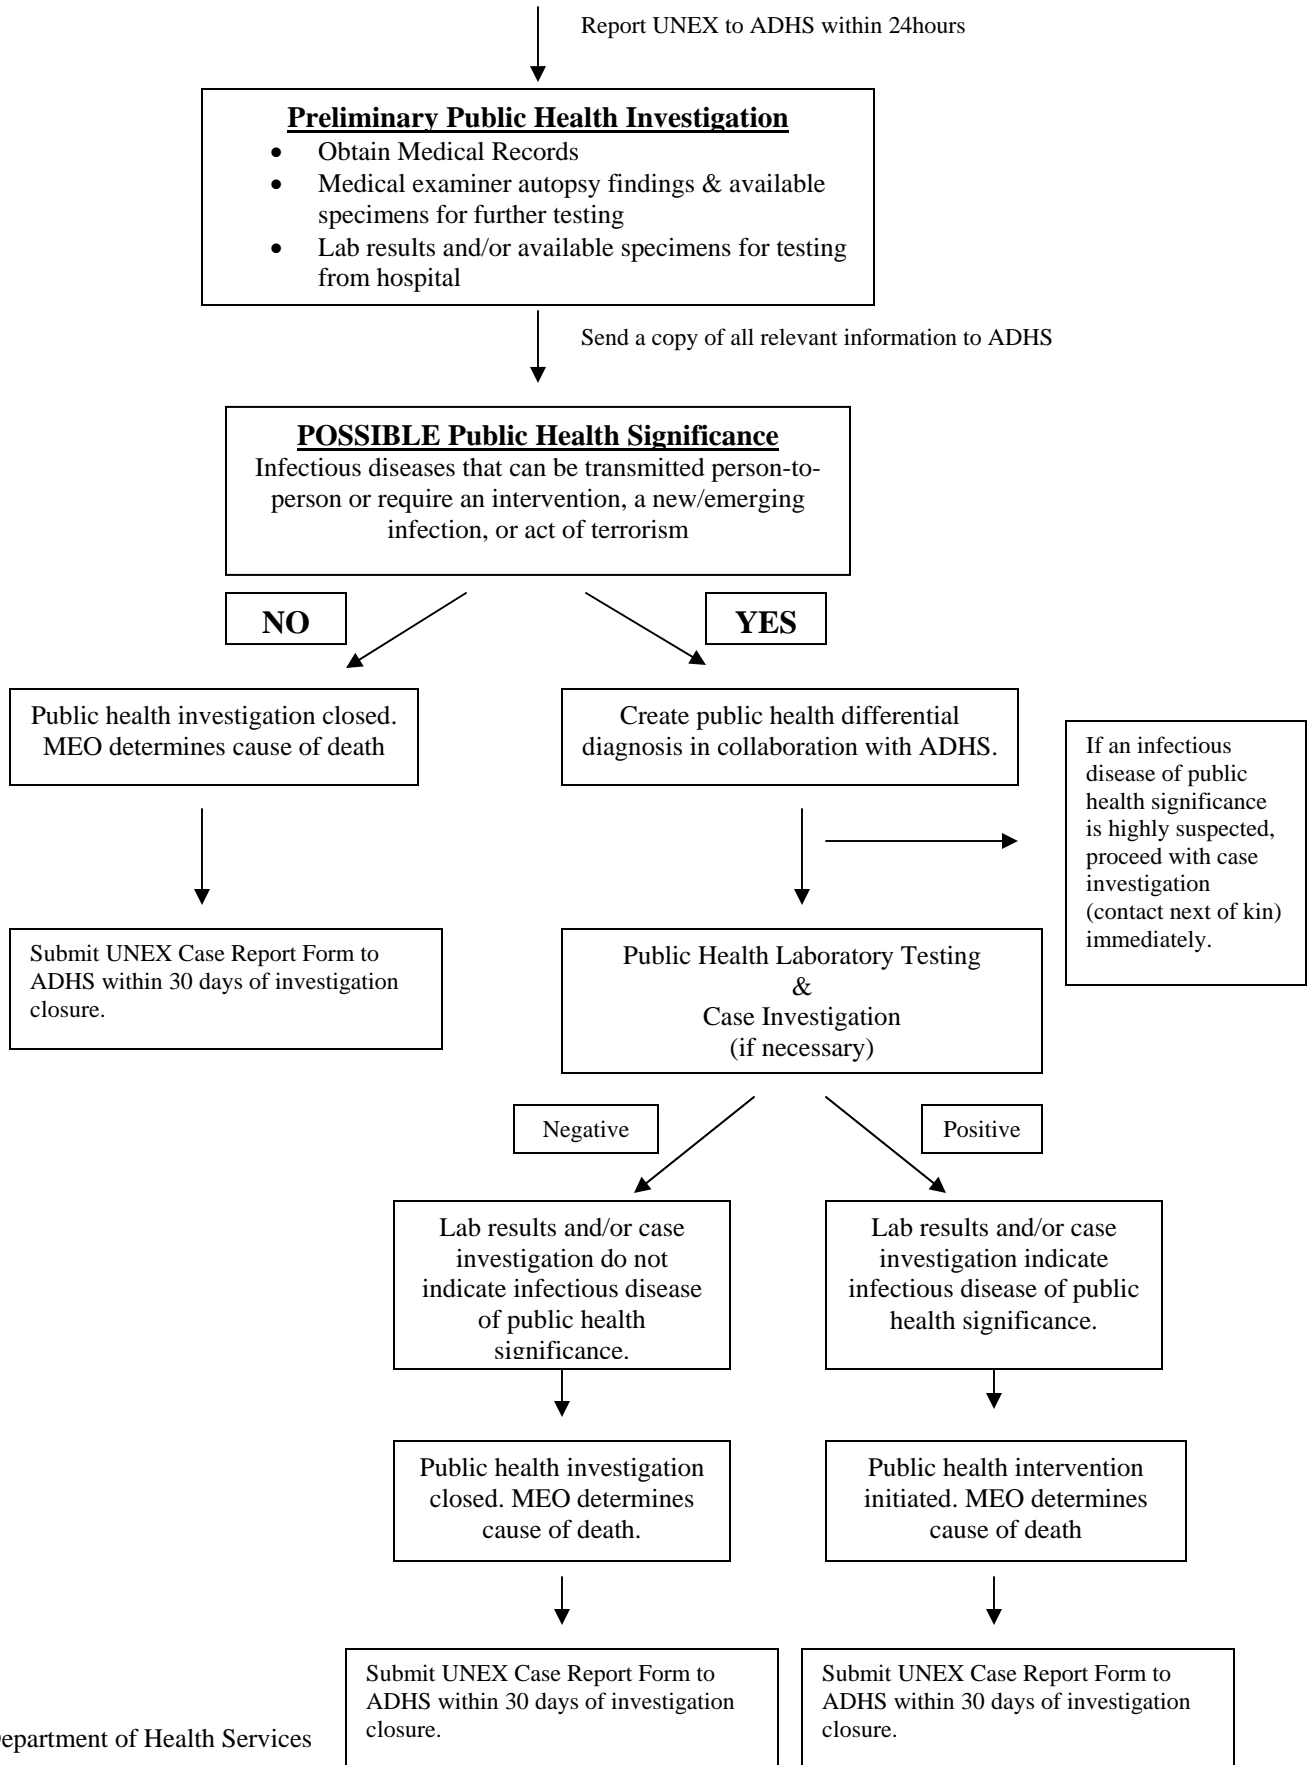 Report UNEX to ADHS within 24hours
Preliminary Public Health Investigation
• Obtain Medical Records
• Medical examiner autopsy findings & available
specimens for further testing
• Lab results and/or available specimens for testing
from hospital
Send a copy of all relevant information to ADHS
POSSIBLE Public Health Significance
Infectious diseases that can be transmitted person-to-
person or require an intervention, a new/emerging
infection, or act of terrorism
NO
YES
Public health investigation closed.
MEO determines cause of death
Create public health differential
diagnosis in collaboration with ADHS.
If an infectious
disease of public
health significance
is highly suspected,
proceed with case
investigation
(contact next of kin)
immediately.
Submit UNEX Case Report Form to
ADHS within 30 days of investigation
closure.
Public Health Laboratory Testing
&
Case Investigation
(if necessary)
Negative
Positive
Lab results and/or case
investigation do not
indicate infectious disease
of public health
significance.
Lab results and/or case
investigation indicate
infectious disease of public
health significance.
Public health investigation
closed. MEO determines
cause of death.
Public health intervention
initiated. MEO determines
cause of death
Submit UNEX Case Report Form to
ADHS within 30 days of investigation
closure.
Submit UNEX Case Report Form to
ADHS within 30 days of investigation
closure.
epartment of Health Services